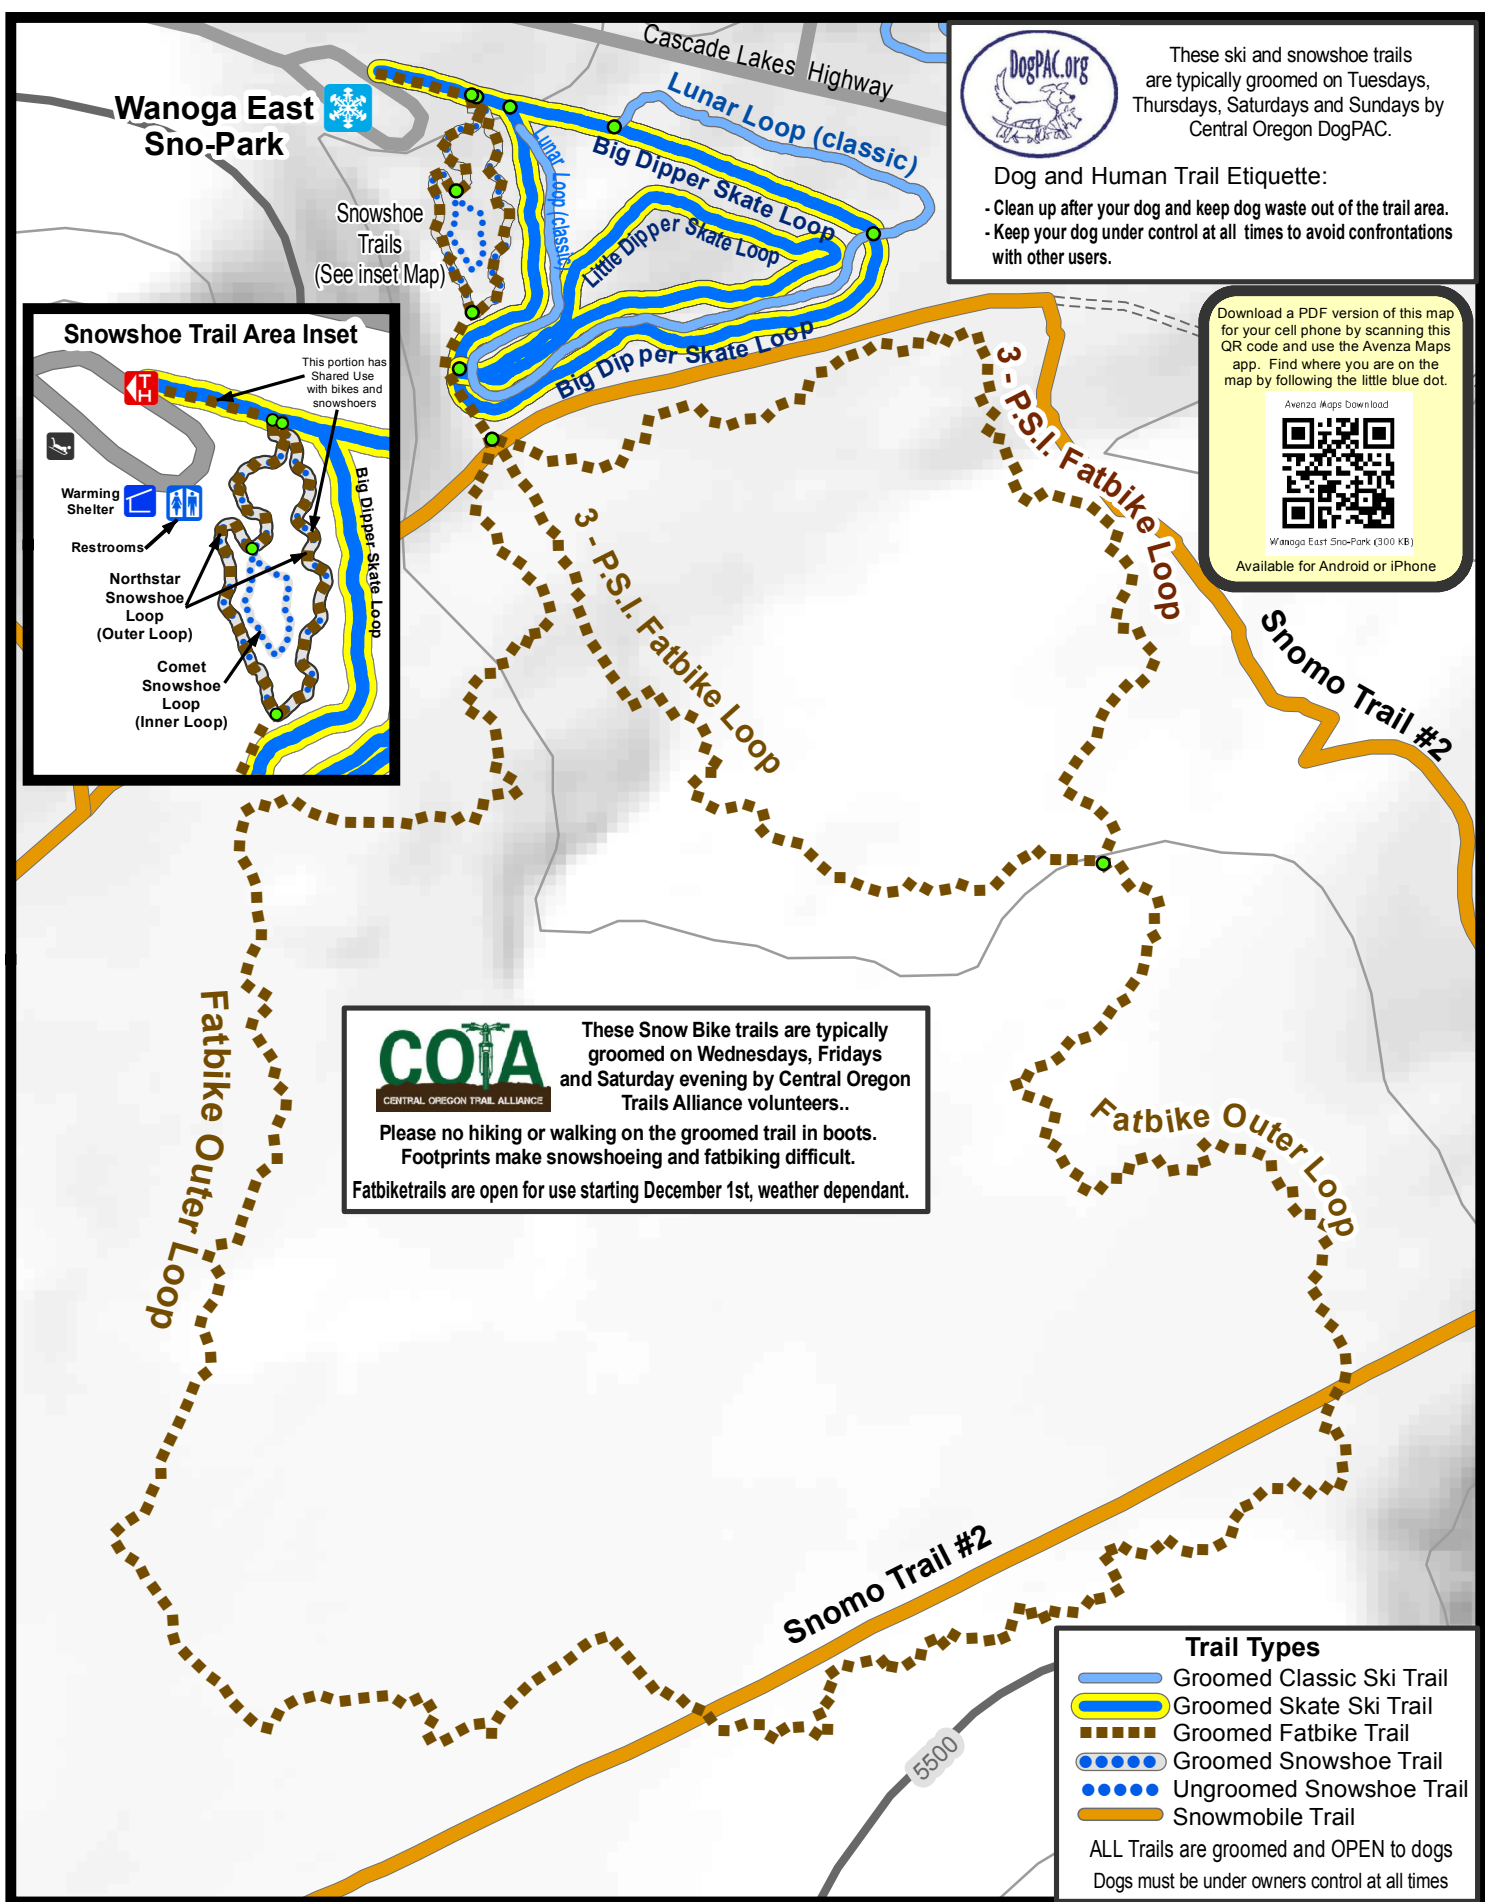 Cascade Lakes Highway
Wanoga East
Sno-Park
Lunar Loop (classic)
Lunar Loop (classic)
Big Dipper Skate Loop
Little Dipper Skate Loop
Big Dipper Skate Loop
Snowshoe
Trails
(See inset Map)
DogPAC.org
These ski and snowshoe trails
are typically groomed on Tuesdays,
Thursdays, Saturdays and Sundays by
Central Oregon DogPAC.
Dog and Human Trail Etiquette:
- Clean up after your dog and keep dog waste out of the trail area.
- Keep your dog under control at all times to avoid confrontations
with other users.
Download a PDF version of this map
for your cell phone by scanning this
QR code and use the Avenza Maps
app. Find where you are on the
map by following the little blue dot.
Avenza Maps Download
Wanoga East Sno-Park (300 KB)
Available for Android or iPhone
Snowshoe Trail Area Inset
This portion has
Shared Use
with bikes and
snowshoers
TH
Warming
Shelter
Restrooms
Northstar
Snowshoe
Loop
(Outer Loop)
Comet
Snowshoe
Loop
(Inner Loop)
Big Dipper Skate Loop
3 - P.S.I. Fatbike Loop
3 - P.S.I. Fatbike Loop
Snomo Trail #2
Fatbike Outer Loop
COTA
CENTRAL OREGON TRAIL ALLIANCE
These Snow Bike trails are typically
groomed on Wednesdays, Fridays
and Saturday evening by Central Oregon
Trails Alliance volunteers..
Please no hiking or walking on the groomed trail in boots.
Footprints make snowshoeing and fatbiking difficult.
Fatbiketrails are open for use starting December 1st, weather dependant.
Fatbike Outer Loop
Snomo Trail #2
5500
Trail Types
Groomed Classic Ski Trail
Groomed Skate Ski Trail
Groomed Fatbike Trail
Groomed Snowshoe Trail
Ungroomed Snowshoe Trail
Snowmobile Trail
ALL Trails are groomed and OPEN to dogs
Dogs must be under owners control at all times